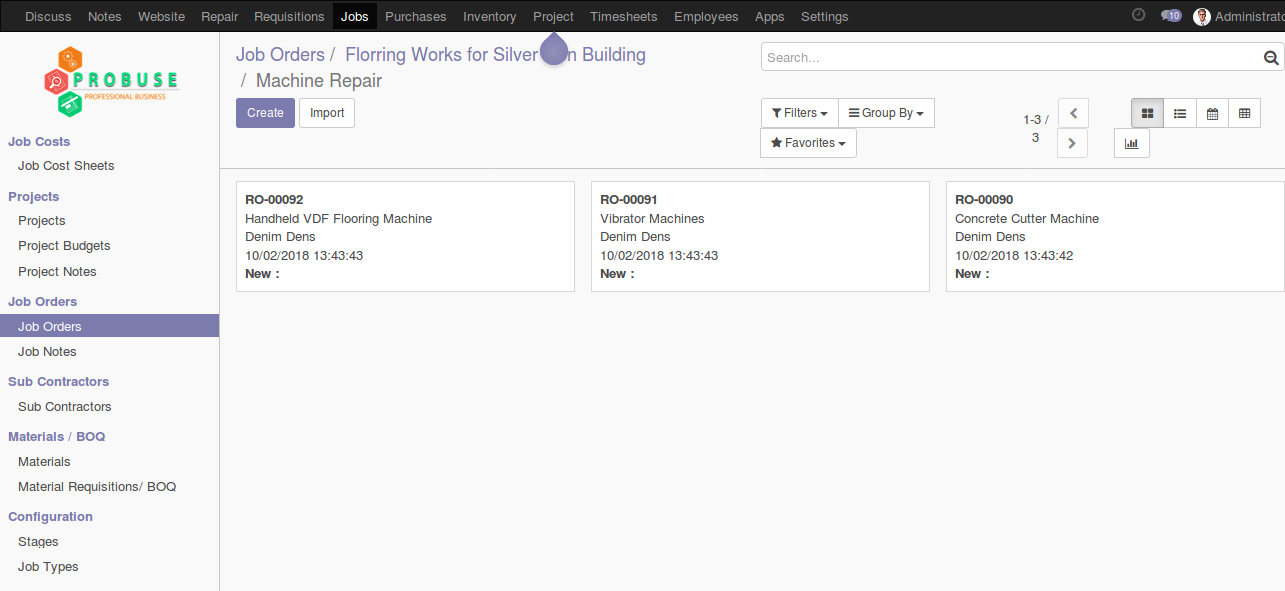 Discuss Notes Website Repair Requisitions Jobs Purchases Inventory Project Timesheets Employees Apps Settings 10 Administrato
PROBUSE
PROFESSIONAL BUSINESS
Job Costs
Job Cost Sheets
Projects
Projects
Project Budgets
Project Notes
Job Orders
Job Orders
Job Notes
Sub Contractors
Sub Contractors
Materials / BOQ
Materials
Material Requisitions/ BOQ
Configuration
Stages
Job Types
Job Orders / Florring Works for Silver n Building
/ Machine Repair
Search...
Create Import
Filters Group By
Favorites
1-3 /
3
RO-00092
Handheld VDF Flooring Machine
Denim Dens
10/02/2018 13:43:43
New :
RO-00091
Vibrator Machines
Denim Dens
10/02/2018 13:43:43
New :
RO-00090
Concrete Cutter Machine
Denim Dens
10/02/2018 13:43:42
New :